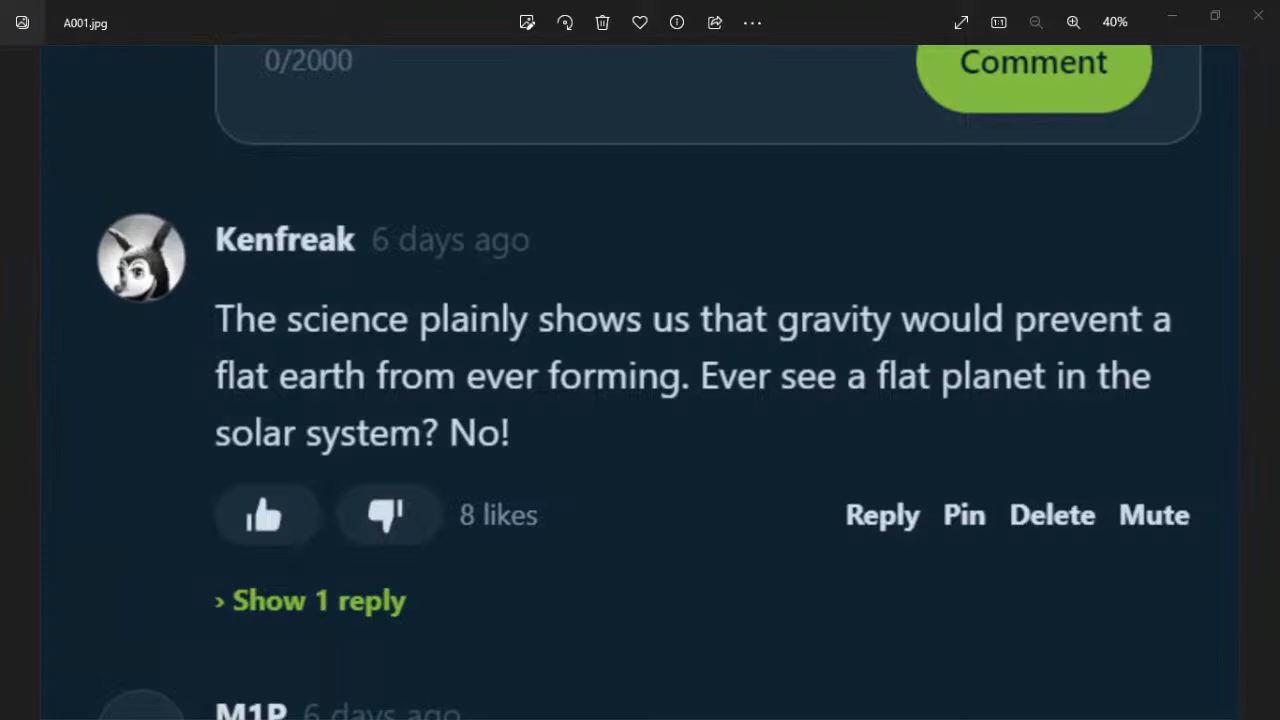 A001.jpg
40%
0/2000
Comment
Kenfreak 6 days ago
The science plainly shows us that gravity would prevent a
flat earth from ever forming. Ever see a flat planet in the
solar system? No!
8 likes
Reply Pin Delete Mute
› Show 1 reply
M1P 6 days ago